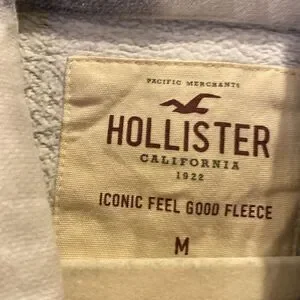 PACIFIC MERCHANTS
HOLLISTER
CALIFORNIA
1922
ICONIC FEEL GOOD FLEECE
M